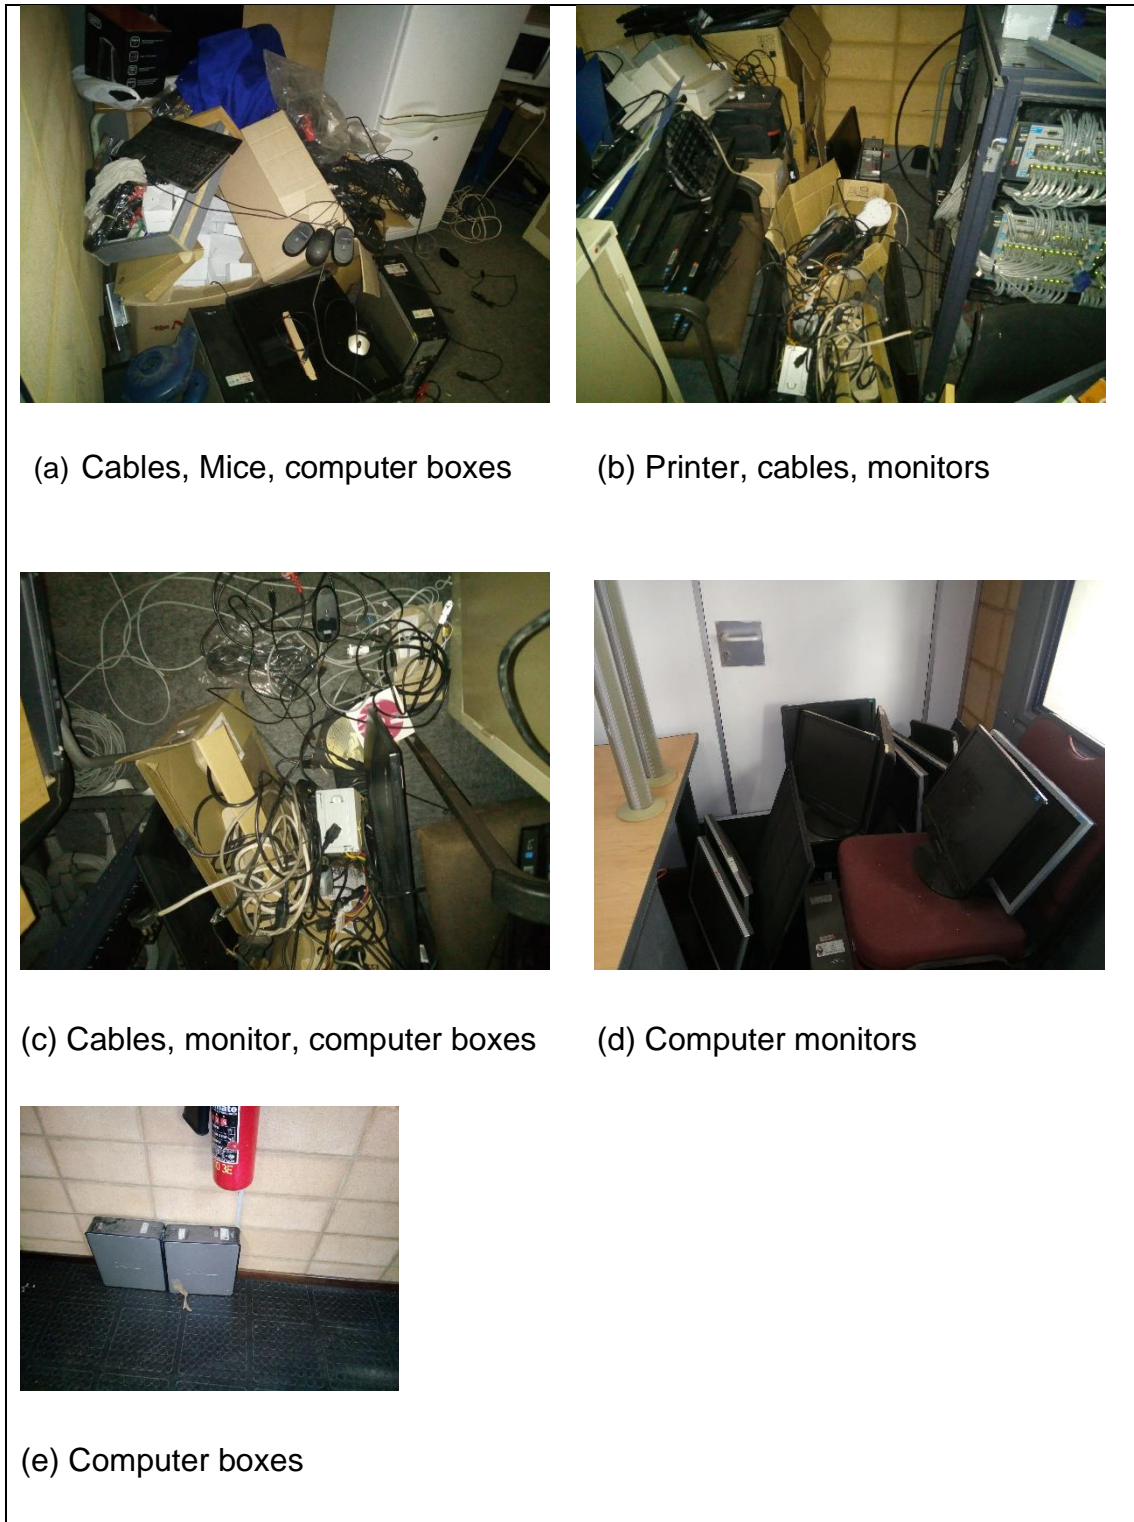 (a) Cables, Mice, computer boxes
(b) Printer, cables, monitors
(c) Cables, monitor, computer boxes
(d) Computer monitors
(e) Computer boxes